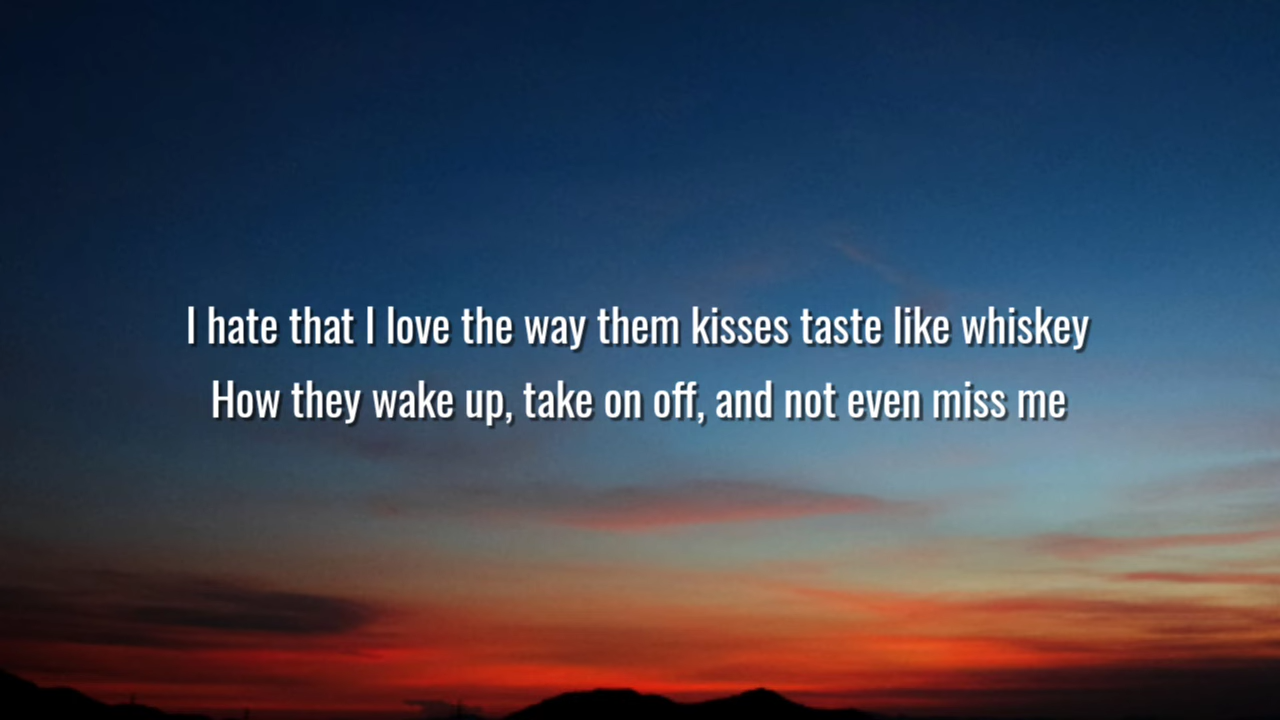 I hate that I love the way them kisses taste like whiskey
How they wake up, take on off, and not even miss me